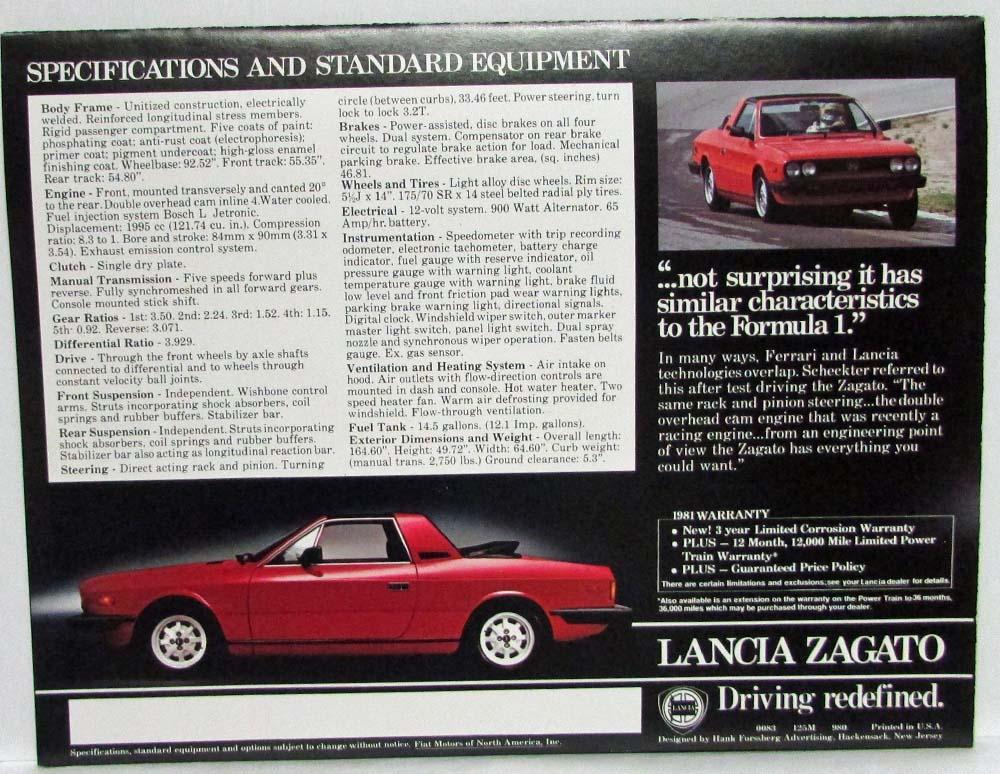 SPECIFICATIONS AND STANDARD EQUIPMENT
Body Frame - Unitized construction, electrically
welded. Reinforced longitudinal stress members.
Rigid passenger compartment. Five coats of paint:
phosphating coat; anti-rust coat (electrophoresis);
primer coat; pigment undercoat; high-gloss enamel
finishing coat. Wheelbase: 92.52". Front track: 55.35".
Rear track: 54.80".
Engine - Front, mounted transversely and canted 20°
to the rear. Double overhead cam inline 4. Water cooled.
Fuel injection system Bosch L Jetronic.
Displacement: 1995 cc (121.74 cu. in.). Compression
ratio: 8.3 to 1. Bore and stroke: 84mm x 90mm (3.31 x
3.54). Exhaust emission control system.
Clutch - Single dry plate.
Manual Transmission - Five speeds forward plus
reverse. Fully synchromeshed in all forward gears.
Console mounted stick shift.
Gear Ratios - 1st: 3.50. 2nd: 2.24. 3rd: 1.52. 4th: 1.15.
5th: 0.92. Reverse: 3.071.
Differential Ratio - 3.929.
Drive - Through the front wheels by axle shafts
connected to differential and to wheels through
constant velocity ball joints.
Front Suspension - Independent. Wishbone control
arms. Struts incorporating shock absorbers, coil
springs and rubber buffers. Stabilizer bar.
Rear Suspension - Independent. Struts incorporating
shock absorbers, coil springs and rubber buffers.
Stabilizer bar also acting as longitudinal reaction bar.
Steering - Direct acting rack and pinion. Turning
circle (between curbs), 33.46 feet. Power steering, turn
lock to lock 3.2T.
Brakes - Power-assisted, disc brakes on all four
wheels. Dual system. Compensator on rear brake
circuit to regulate brake action for load. Mechanical
parking brake. Effective brake area, (sq. inches)
46.81.
Wheels and Tires - Light alloy disc wheels. Rim size:
5½J x 14". 175/70 SR x 14 steel belted radial ply tires.
Electrical - 12-volt system. 900 Watt Alternator. 65
Amp/hr. battery.
Instrumentation - Speedometer with trip recording
odometer, electronic tachometer, battery charge
indicator, fuel gauge with reserve indicator, oil
pressure gauge with warning light, coolant
temperature gauge with warning light, brake fluid
low level and front friction pad wear warning lights,
parking brake warning light, directional signals.
Digital clock. Windshield wiper switch, outer marker
master light switch, panel light switch. Dual spray
nozzle and synchronous wiper operation. Fasten belts
gauge. Ex. gas sensor.
Ventilation and Heating System - Air intake on
hood. Air outlets with flow-direction controls are
mounted in dash and console. Hot water heater. Two
speed heater fan. Warm air defrosting provided for
windshield. Flow-through ventilation.
Fuel Tank - 14.5 gallons. (12.1 Imp. gallons).
Exterior Dimensions and Weight - Overall length:
164.60". Height: 49.72". Width: 64.60". Curb weight:
(manual trans. 2,750 lbs.) Ground clearance: 5.3".
"...not surprising it has
similar characteristics
to the Formula 1."
In many ways, Ferrari and Lancia
technologies overlap. Scheckter referred to
this after test driving the Zagato. "The
same rack and pinion steering...the double
overhead cam engine that was recently a
racing engine...from an engineering point
of view the Zagato has everything you
could want."
1981 WARRANTY
• New! 3 year Limited Corrosion Warranty
• PLUS – 12 Month, 12,000 Mile Limited Power
Train Warranty*
• PLUS – Guaranteed Price Policy
There are certain limitations and exclusions; see your Lancia dealer for details.
*Also available is an extension on the warranty on the Power Train to 36 months,
36,000 miles which may be purchased through your dealer.
LANCIA ZAGATO
LANCIA
Driving redefined.
0083 125M 980 Printed in U.S.A.
Designed by Hank Forssberg Advertising, Hackensack, New Jersey
Specifications, standard equipment and options subject to change without notice. Fiat Motors of North America, Inc.